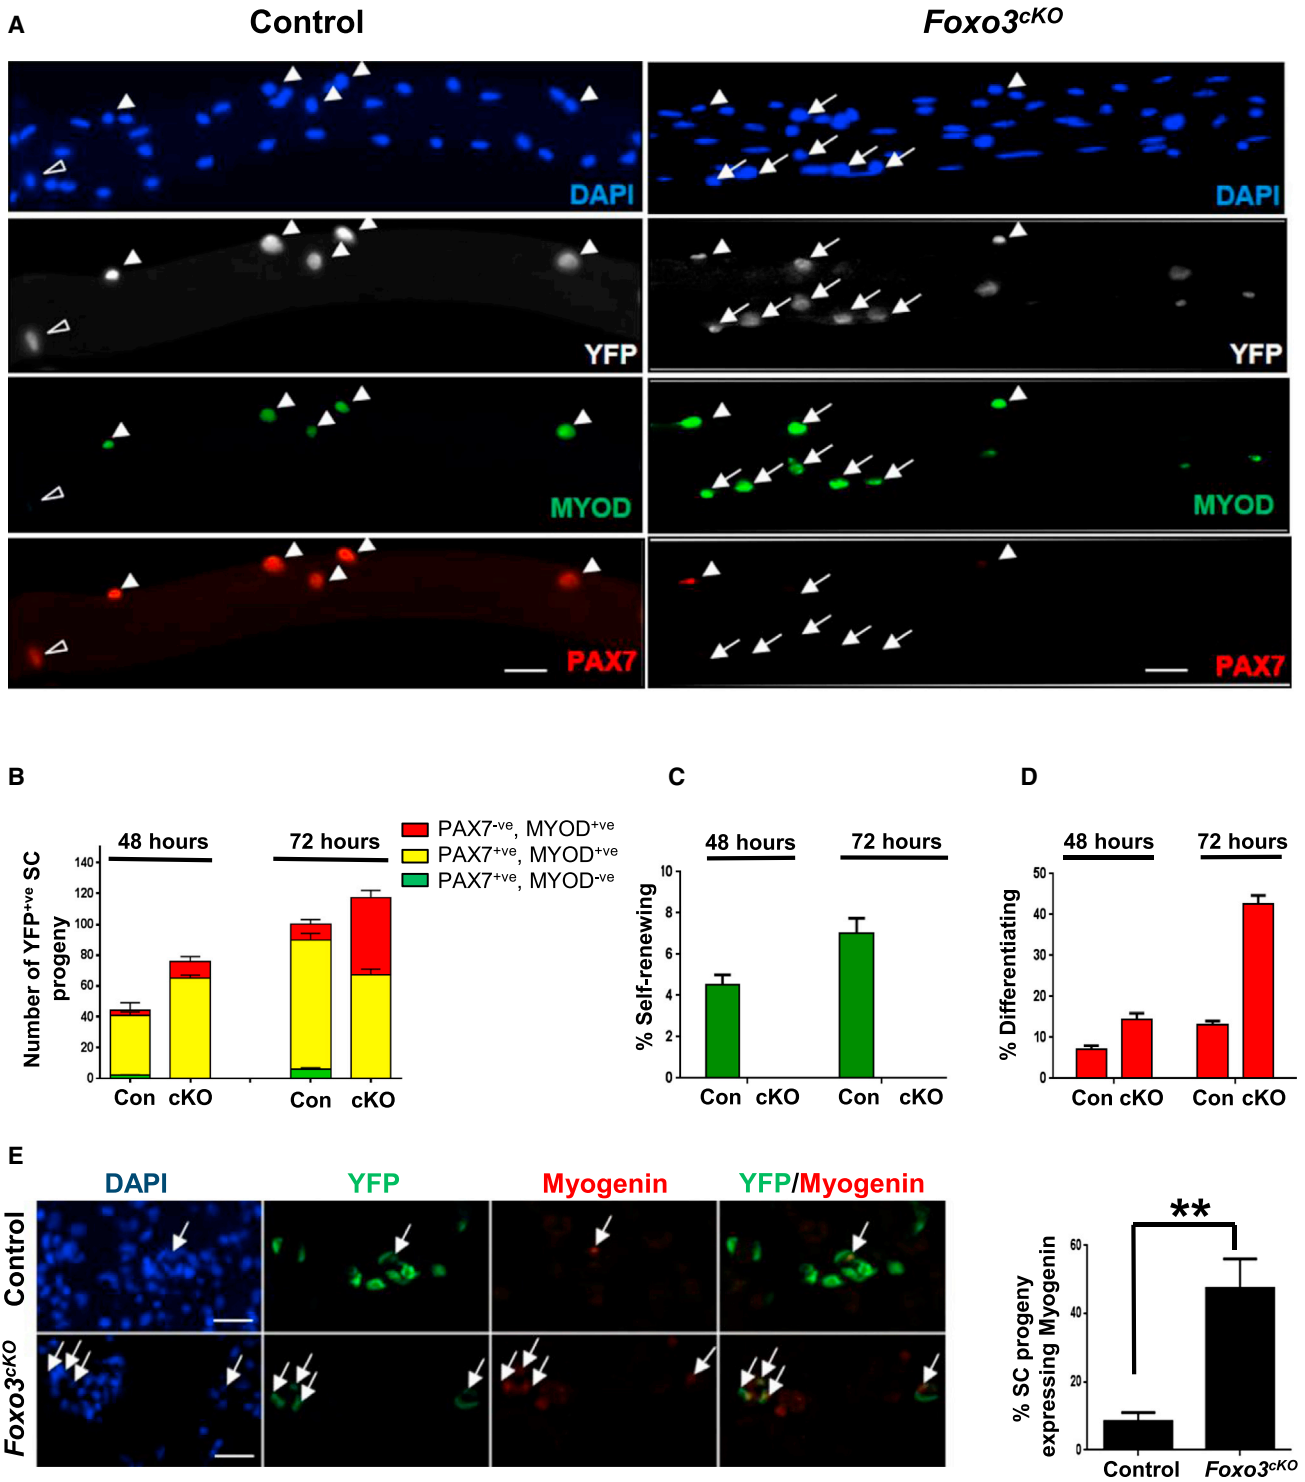 A
Control
Foxo3cKO
DAPI
DAPI
YFP
YFP
MYOD
MYOD
PAX7
PAX7
B
48 hours
72 hours
PAX7-ve, MYOD+ve
PAX7+ve, MYOD+ve
PAX7+ve, MYOD-ve
Number of YFP+ve SC
progeny
140
120
100
80
60
40
20
0
Con
cKO
Con
cKO
C
48 hours
72 hours
% Self-renewing
10
8
6
4
2
0
Con
cKO
Con
cKO
D
48 hours
72 hours
% Differentiating
50
40
30
20
10
0
Con
cKO
Con
cKO
E
DAPI
YFP
Myogenin
YFP/Myogenin
Control
Foxo3cKO
**
% SC progeny
expressing Myogenin
60
40
20
0
Control
Foxo3cKO